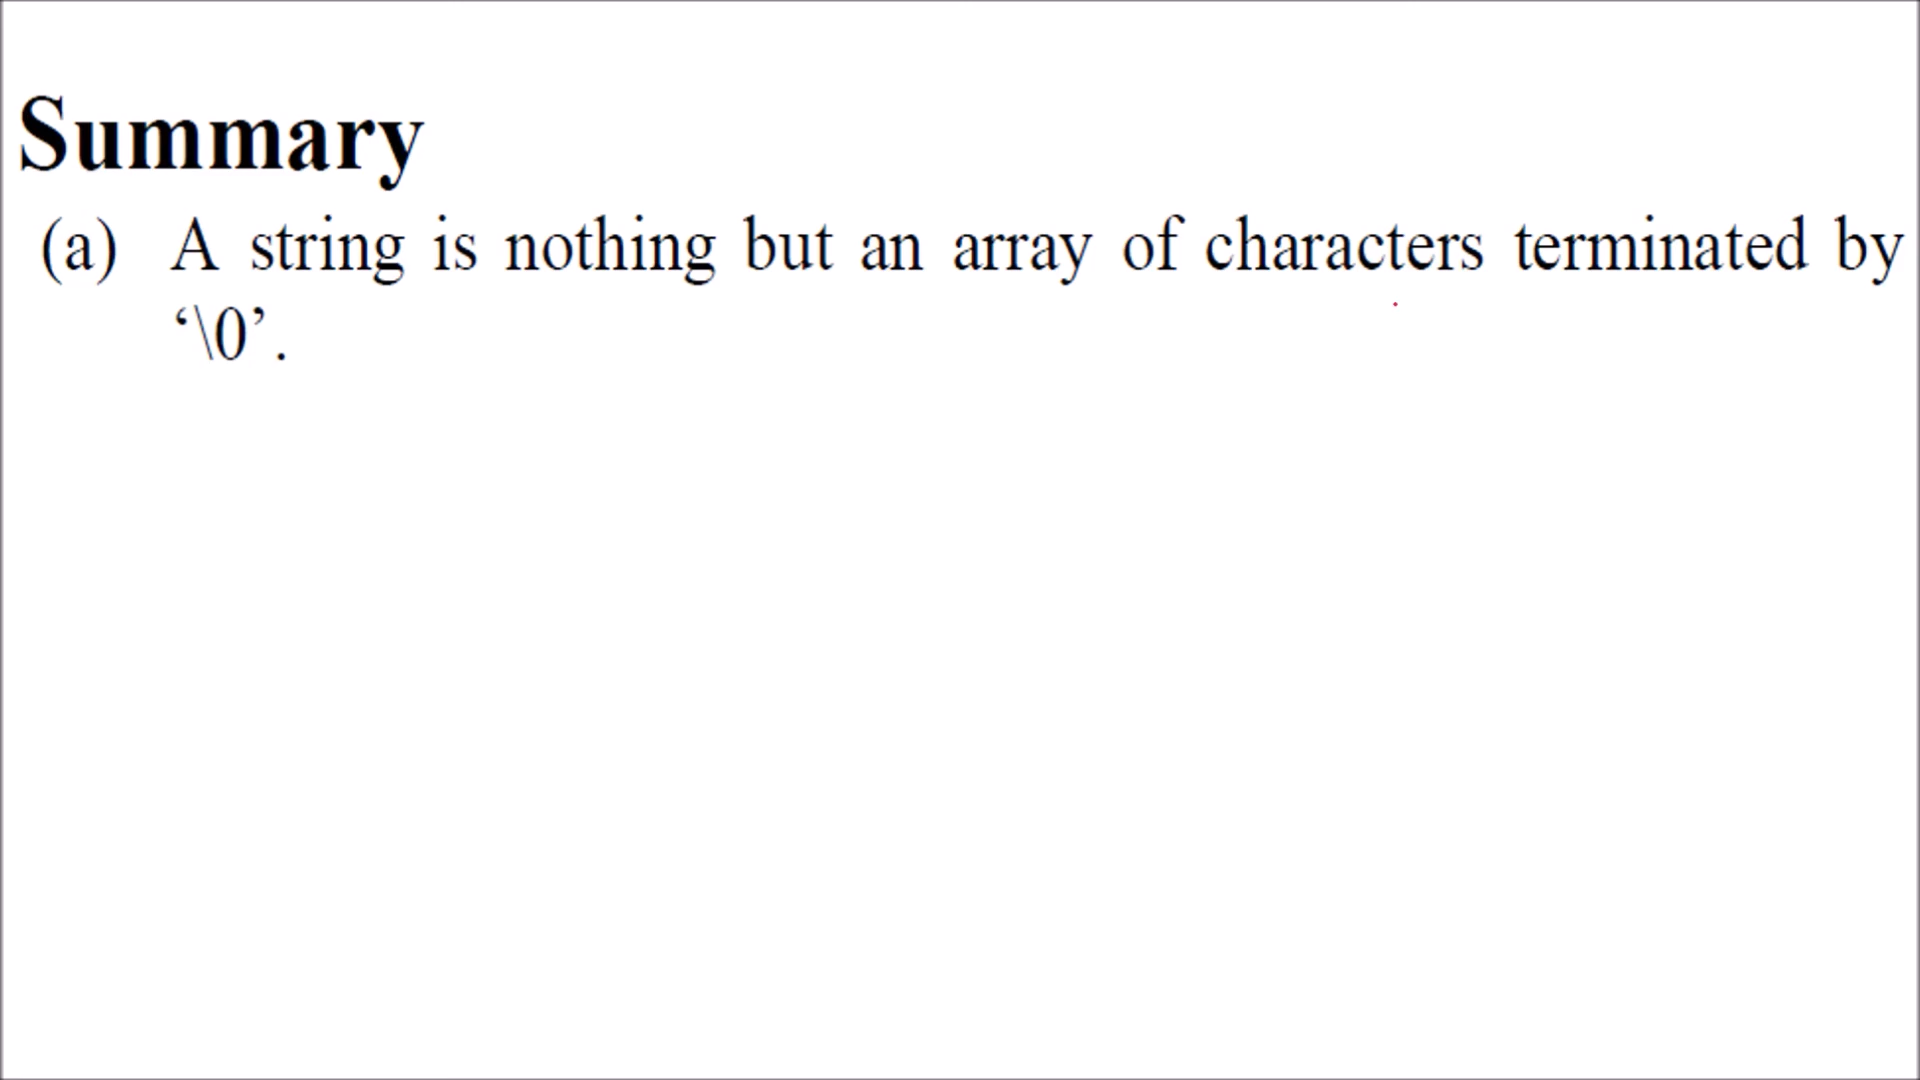 Summary
(a) A string is nothing but an array of characters terminated by
‘\0’.